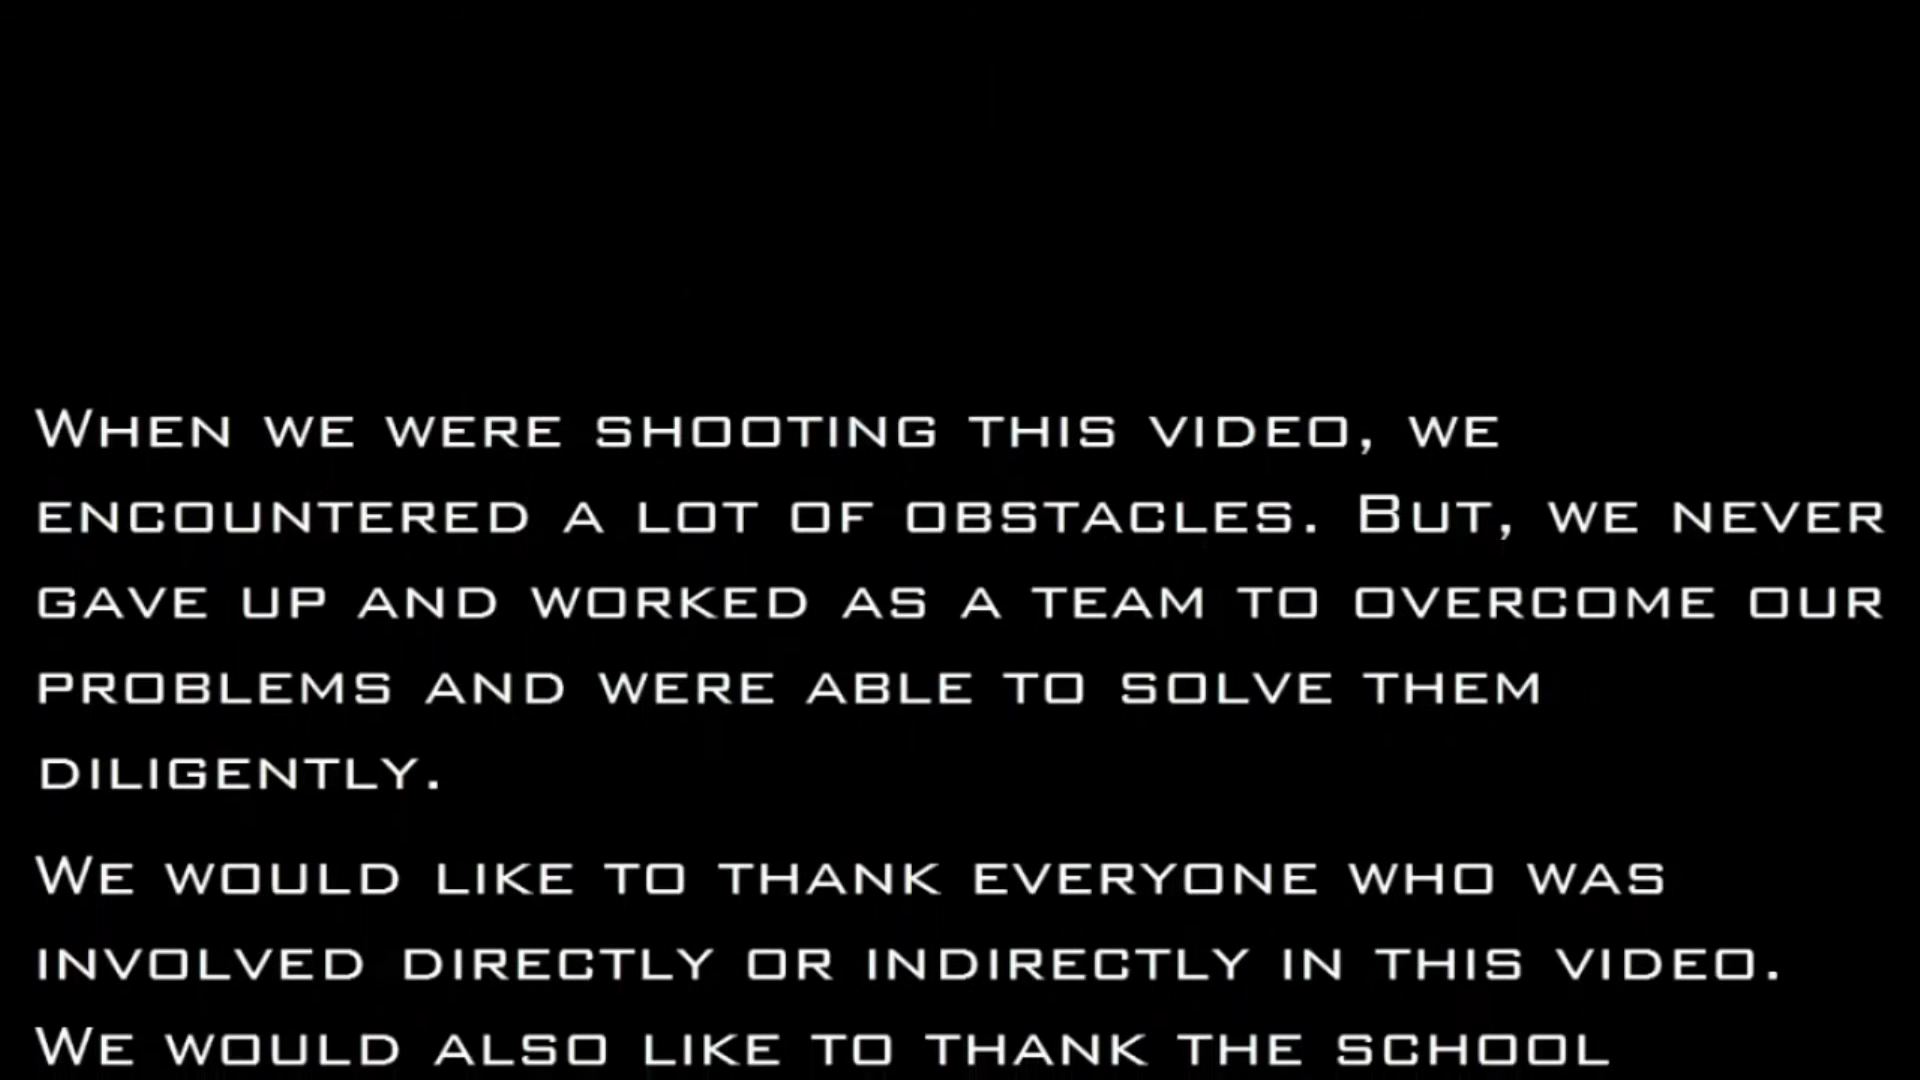 When we were shooting this video, we
encountered a lot of obstacles. But, we never
gave up and worked as a team to overcome our
problems and were able to solve them
diligently.
We would like to thank everyone who was
involved directly or indirectly in this video.
We would also like to thank the school